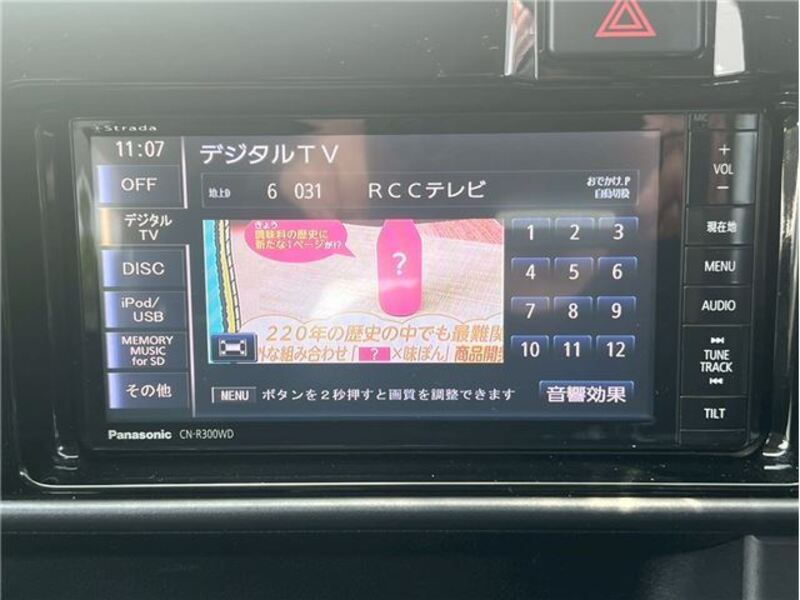 Strada
11:07
デジタルTV
OFF
地上D 6 031 RCCテレビ おでかけ.P
自動切換
デジタル
TV
DISC
iPod/
USB
MEMORY
MUSIC
for SD
その他
きょう
調味料の歴史に
新たな1ページが!?
?
220年の歴史の中でも最難関
外な組み合わせ「?×味ぽん」商品開発
1 2 3
4 5 6
7 8 9
10 11 12
MENU ボタンを2秒押すと画質を調整できます
音響効果
Panasonic CN-R300WD
MIC
+
VOL
−
現在地
MENU
AUDIO
TUNE
TRACK
TILT